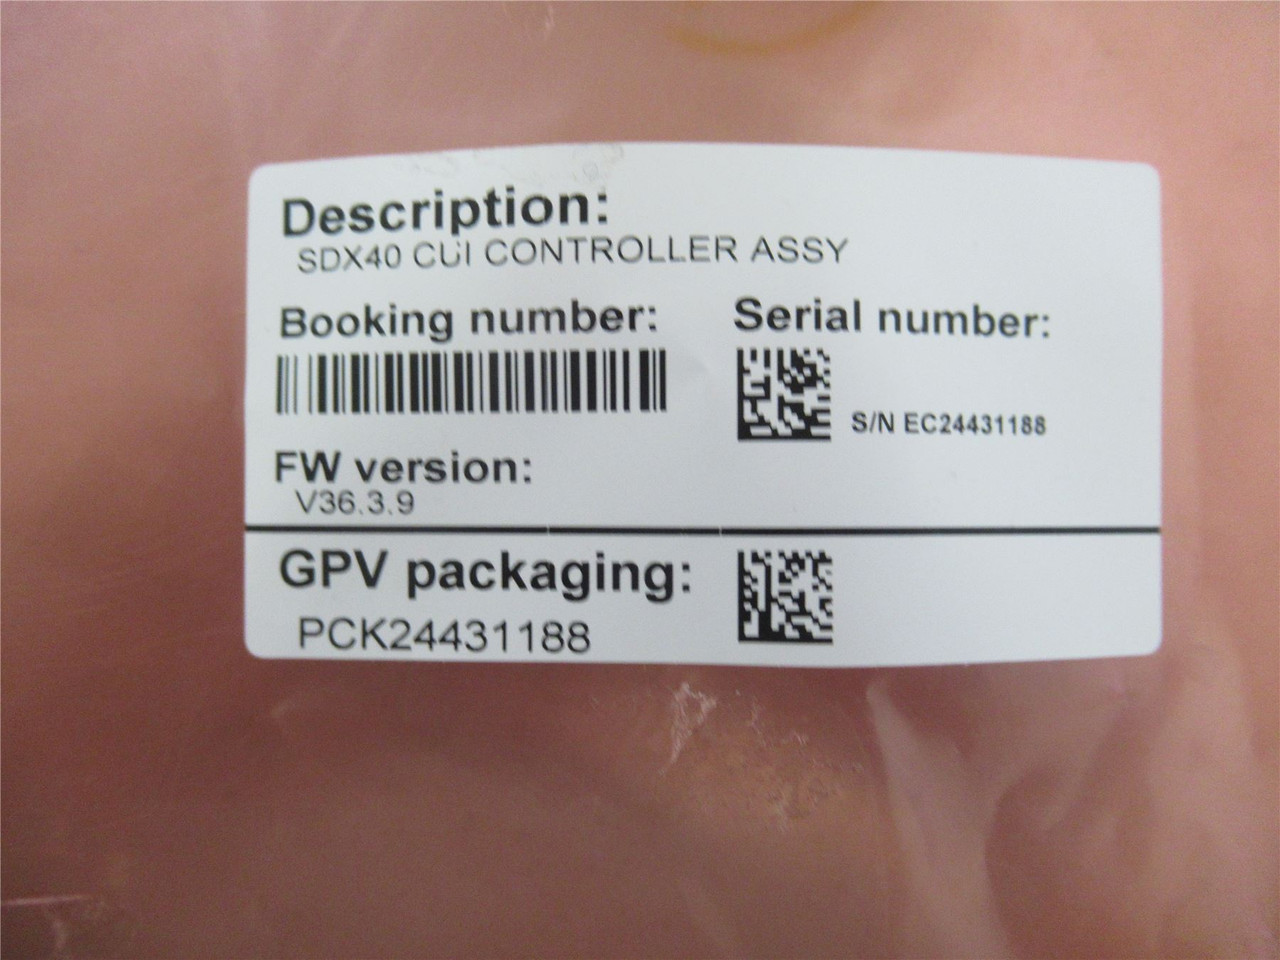 Description:
SDX40 CUI CONTROLLER ASSY
Booking number:
Serial number:
S/N EC24431188
FW version:
V36.3.9
GPV packaging:
PCK24431188